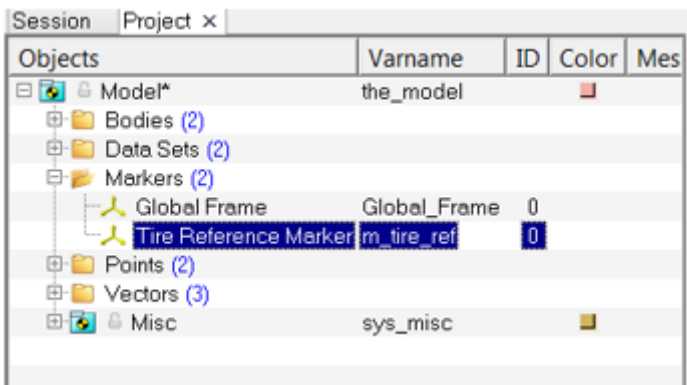 Session Project ×
Objects Varname ID Color Mes
Model* the_model
Bodies (2)
Data Sets (2)
Markers (2)
Global Frame Global_Frame 0
Tire Reference Marker m_tire_ref 0
Points (2)
Vectors (3)
Misc sys_misc